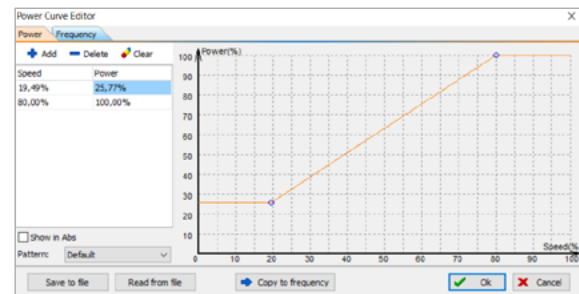 Power Curve Editor
Power Frequency
Add Delete Clear
Speed Power
19,49% 25,77%
80,00% 100,00%
Show in Abs
Pattern: Default
Power(%)
100
90
80
70
60
50
40
30
20
10
0 10 20 30 40 50 60 70 80 90 100
Speed(%
Save to file Read from file Copy to frequency Ok Cancel